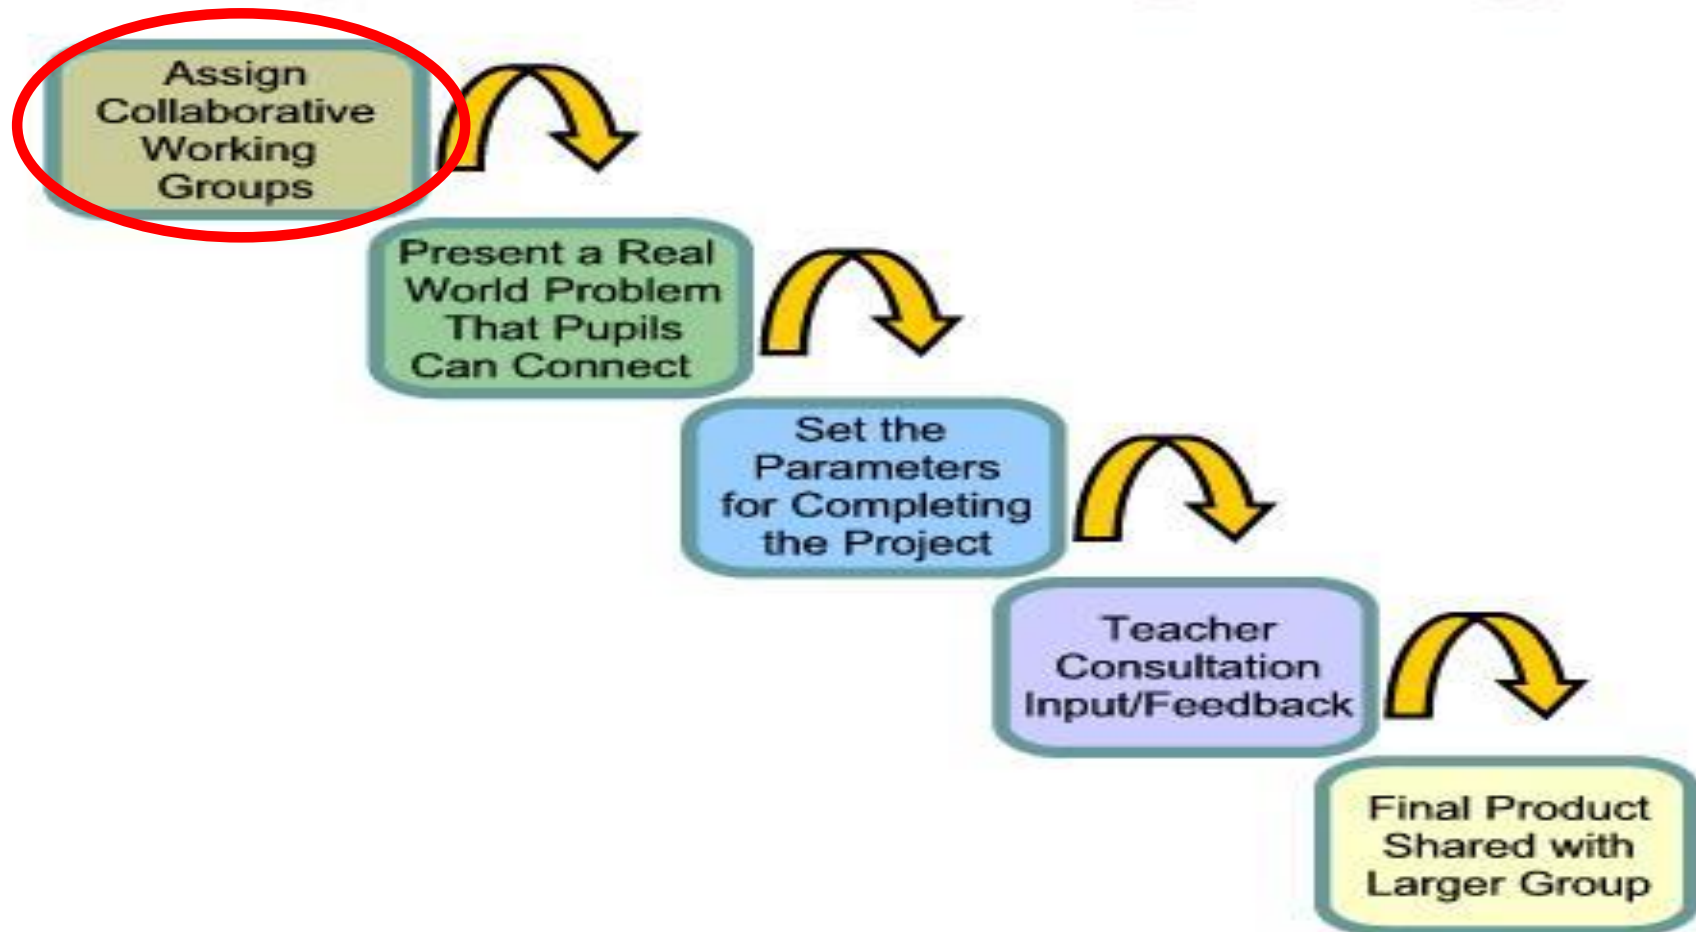 Assign
Collaborative
Working
Groups
Present a Real
World Problem
That Pupils
Can Connect
Set the
Parameters
for Completing
the Project
Teacher
Consultation
Input/Feedback
Final Product
Shared with
Larger Group